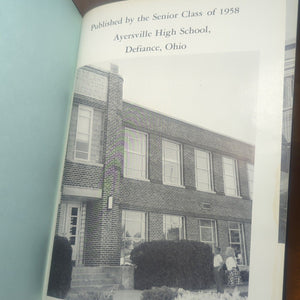 Published by the Senior Class of 1958
Ayersville High School,
Defiance, Ohio